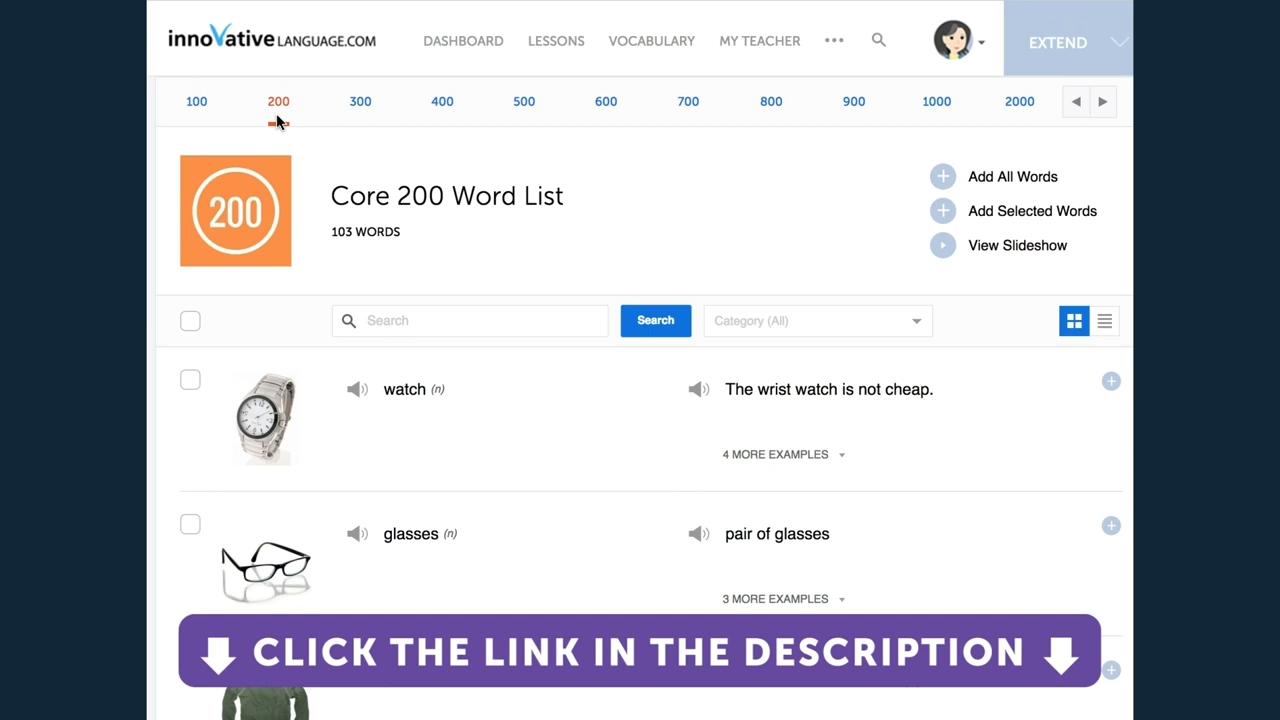 innoVative LANGUAGE.COM
DASHBOARD LESSONS VOCABULARY MY TEACHER EXTEND
100 200 300 400 500 600 700 800 900 1000 2000
200
Core 200 Word List
103 WORDS
Add All Words
Add Selected Words
View Slideshow
Search Search Category (All)
watch (n) The wrist watch is not cheap.
4 MORE EXAMPLES
glasses (n) pair of glasses
3 MORE EXAMPLES
CLICK THE LINK IN THE DESCRIPTION